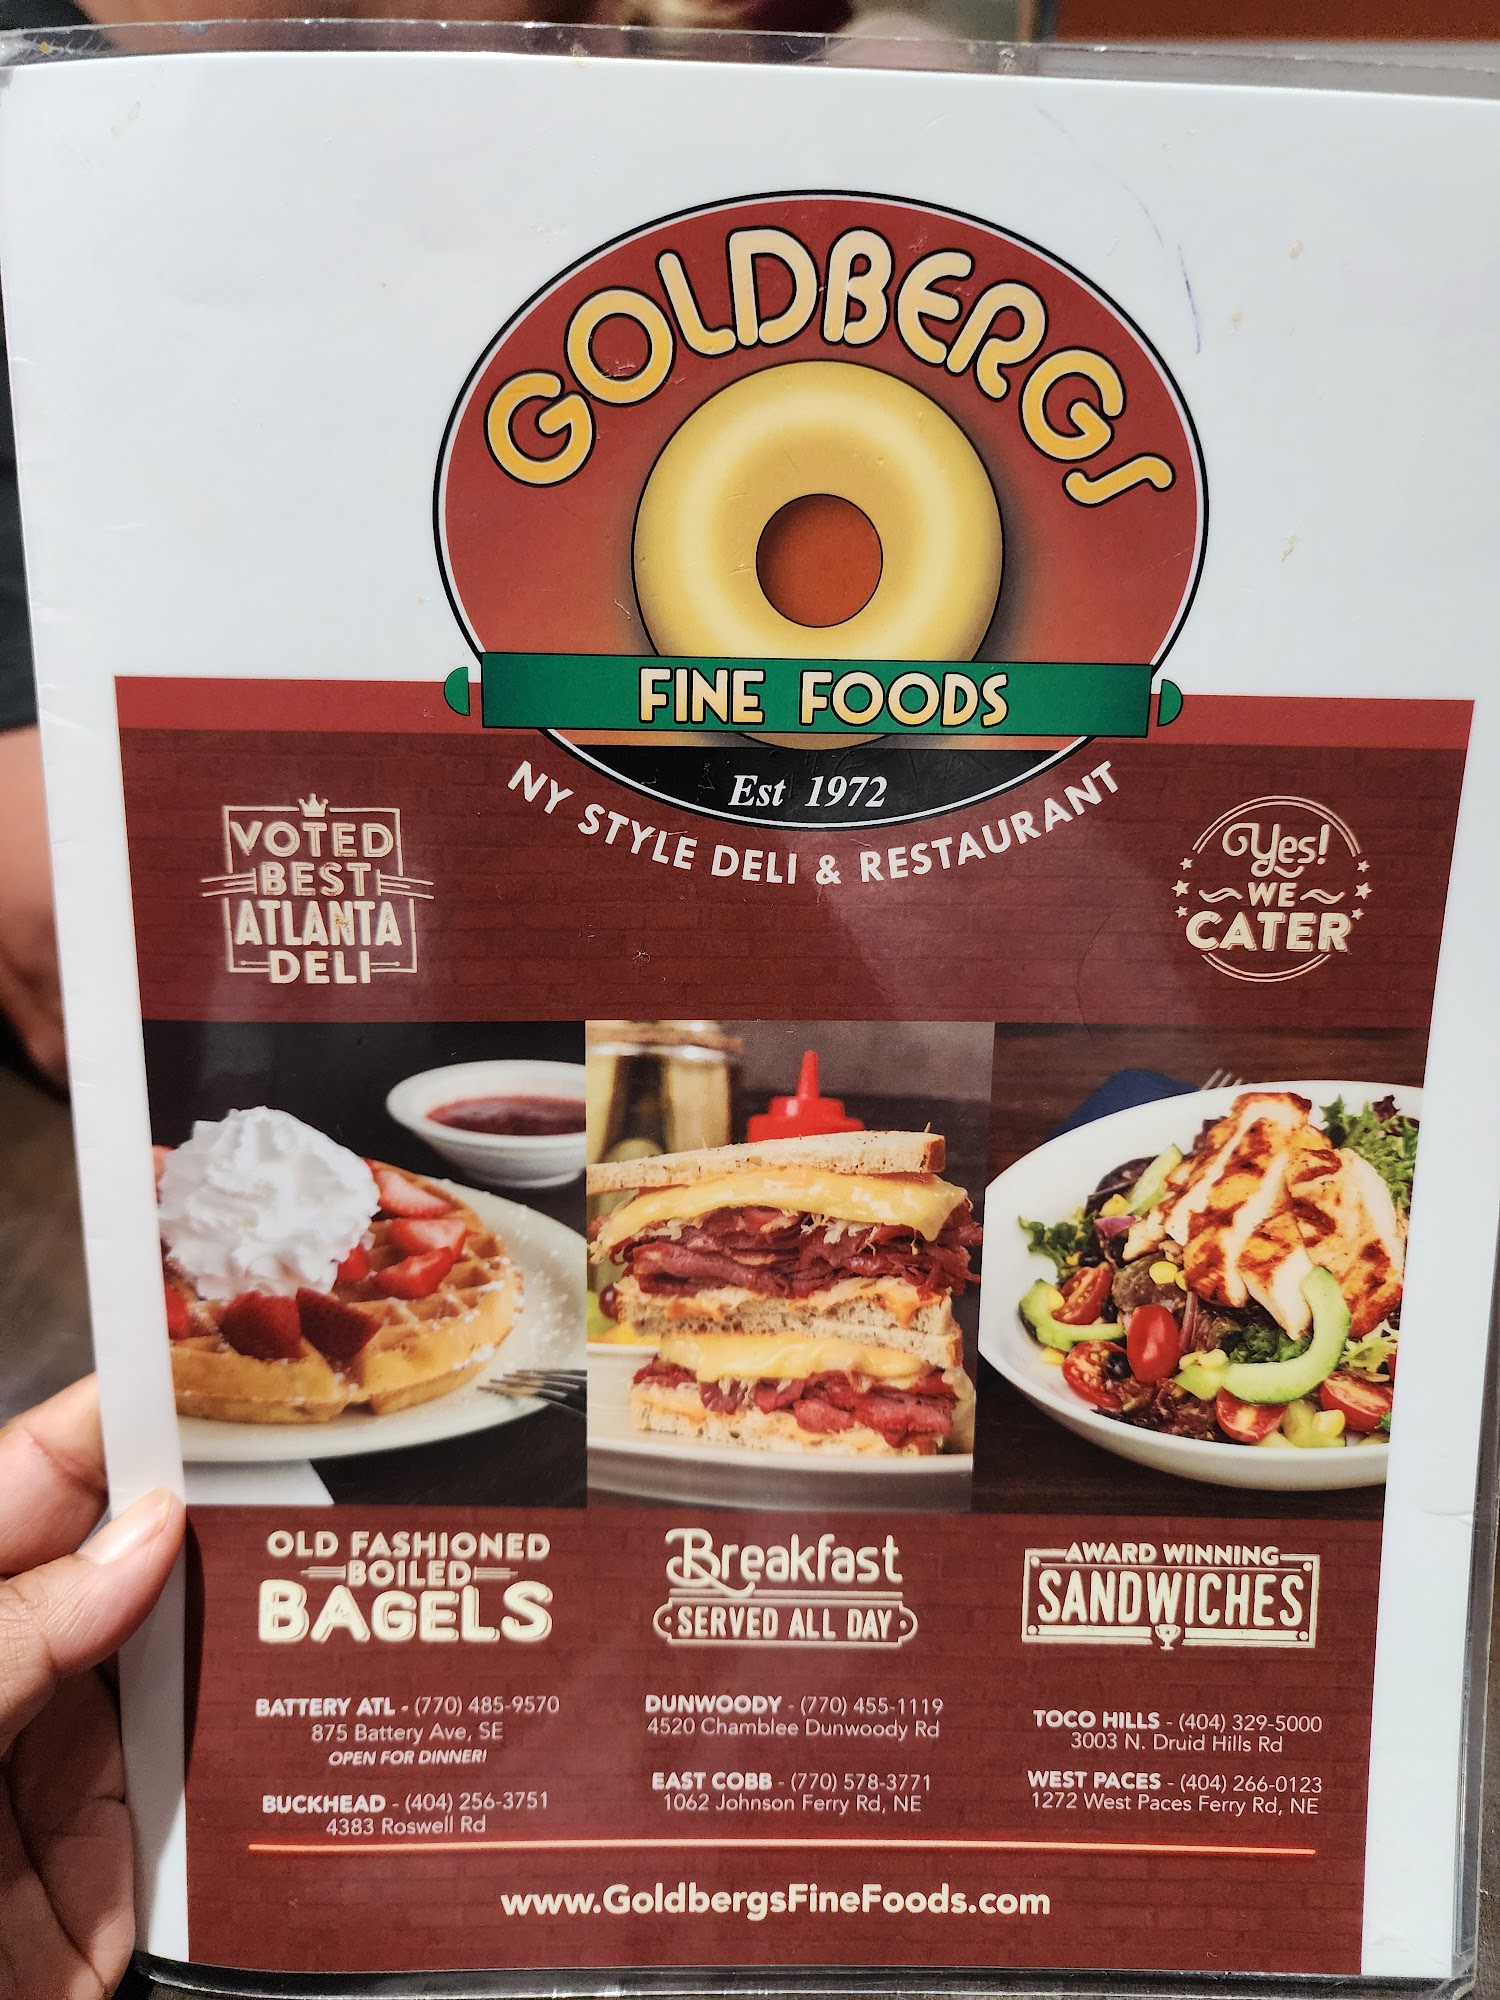 GOLDBERGS
FINE FOODS
Est 1972
NY STYLE DELI & RESTAURANT
VOTED
BEST
ATLANTA
DELI
Yes!
WE
CATER
OLD FASHIONED
BOILED
BAGELS
Breakfast
SERVED ALL DAY
AWARD WINNING
SANDWICHES
BATTERY ATL - (770) 485-9570
875 Battery Ave, SE
OPEN FOR DINNER!
BUCKHEAD - (404) 256-3751
4383 Roswell Rd
DUNWOODY - (770) 455-1119
4520 Chamblee Dunwoody Rd
EAST COBB - (770) 578-3771
1062 Johnson Ferry Rd, NE
TOCO HILLS - (404) 329-5000
3003 N. Druid Hills Rd
WEST PACES - (404) 266-0123
1272 West Paces Ferry Rd, NE
www.GoldbergsFineFoods.com